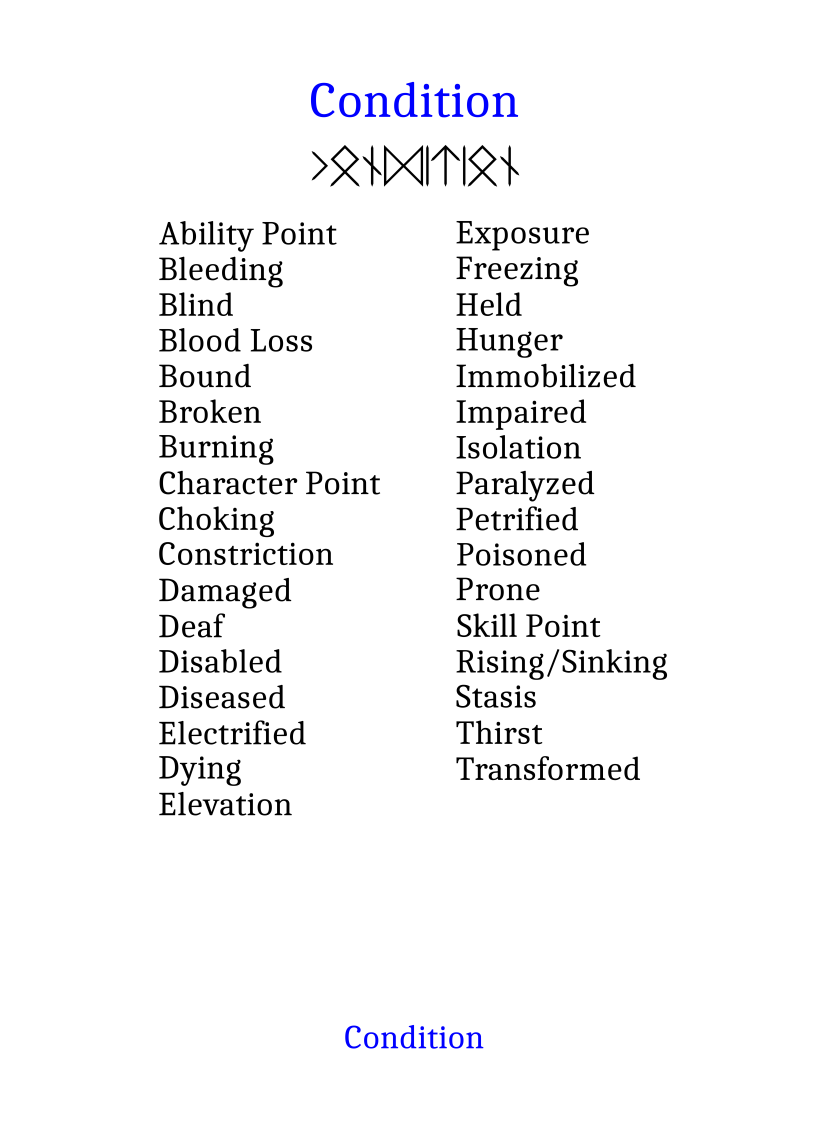 Condition
ᚲᛟᚾᛞᛁᛏᛁᛟᚾ
Ability Point
Bleeding
Blind
Blood Loss
Bound
Broken
Burning
Character Point
Choking
Constriction
Damaged
Deaf
Disabled
Diseased
Electrified
Dying
Elevation
Exposure
Freezing
Held
Hunger
Immobilized
Impaired
Isolation
Paralyzed
Petrified
Poisoned
Prone
Skill Point
Rising/Sinking
Stasis
Thirst
Transformed
Condition